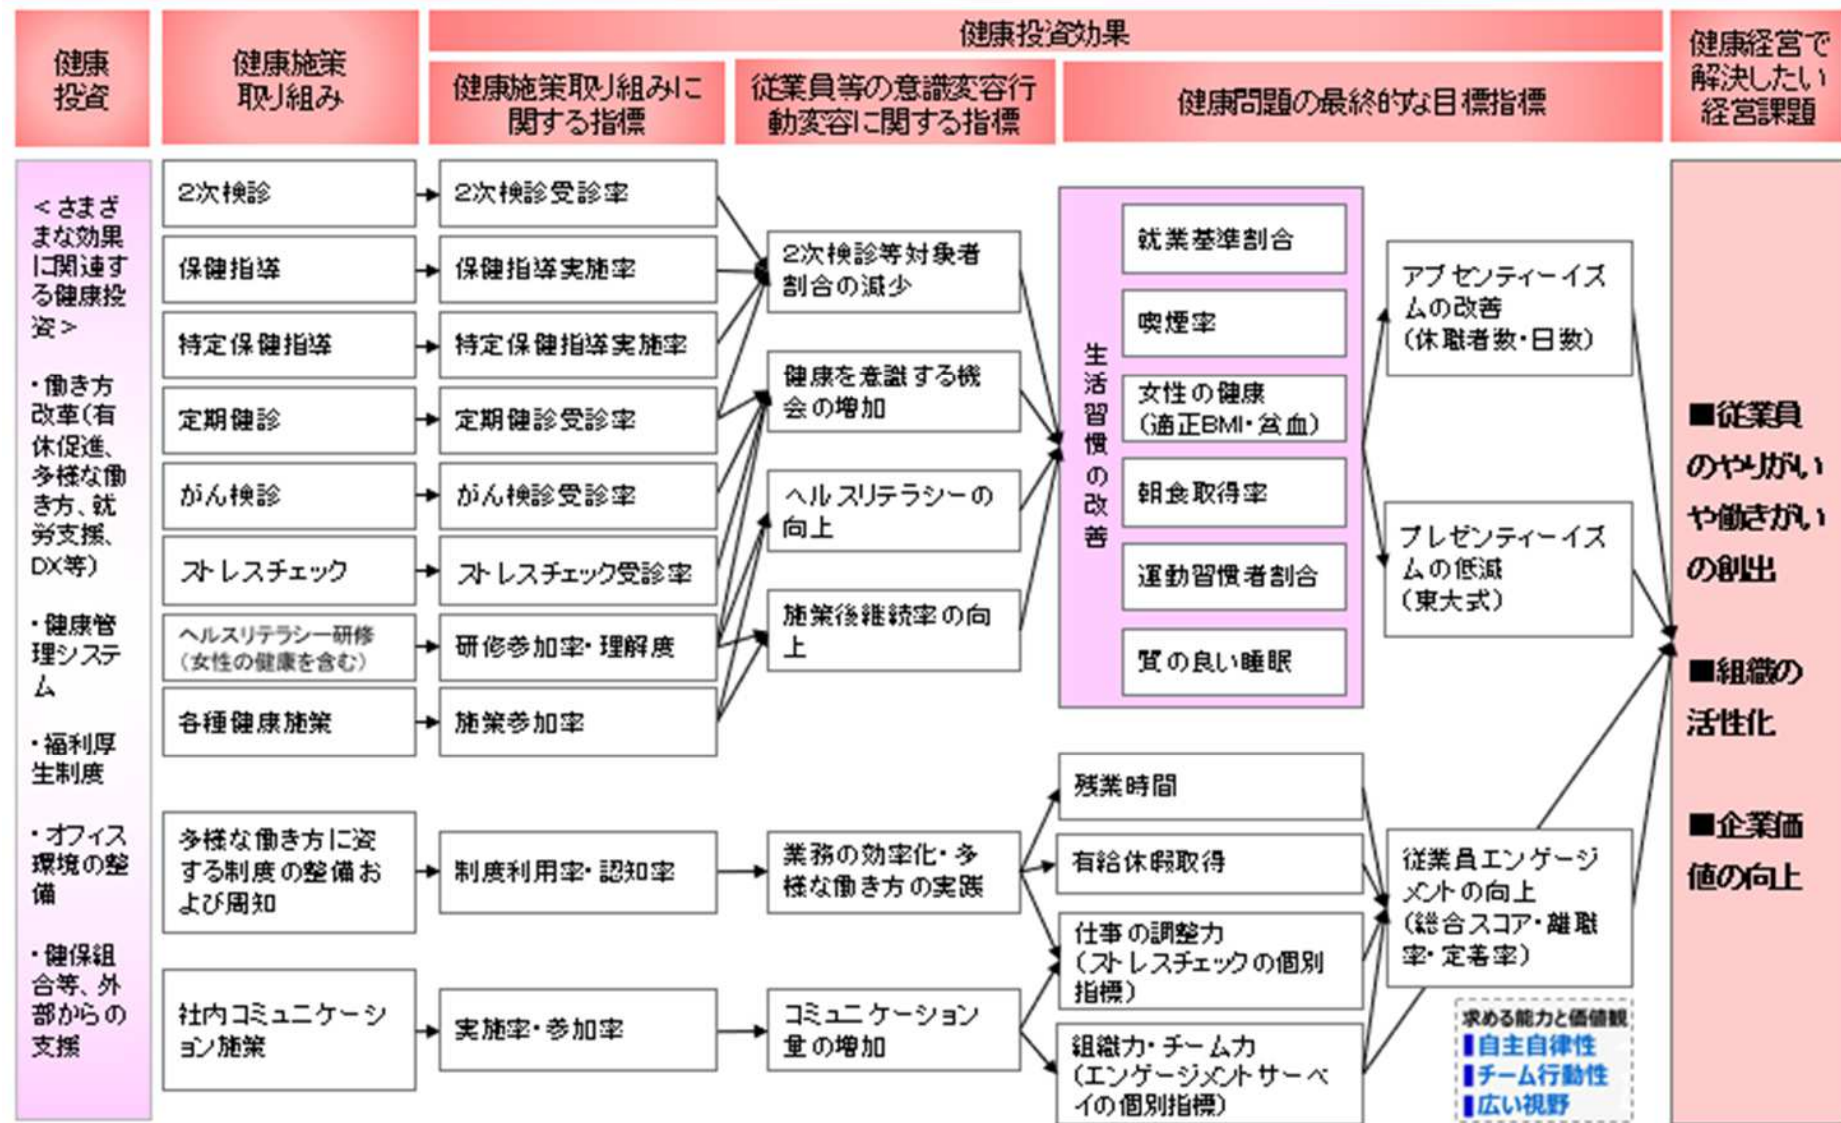 健康
投資
健康施策
取り組み
健康投資効果
健康施策取り組みに
関する指標
従業員等の意識変容行
動変容に関する指標
健康問題の最終的な目標指標
健康経営で
解決したい
経営課題
＜さまざ
まな効果
に関連す
る健康投
資＞
・働き方
改革（有
休促進、
多様な働
き方、就
労支援、
DX等）
・健康管
理システ
ム
・福利厚
生制度
・オフィス
環境の整
備
・健保組
合等、外
部からの
支援
2次検診
保健指導
特定保健指導
定期健診
がん検診
ストレスチェック
ヘルスリテラシー研修
（女性の健康を含む）
各種健康施策
多様な働き方に資
する制度の整備お
よび周知
社内コミュニケーシ
ョン施策
2次検診受診率
保健指導実施率
特定保健指導実施率
定期健診受診率
がん検診受診率
ストレスチェック受診率
研修参加率・理解度
施策参加率
制度利用率・認知率
実施率・参加率
2次検診等対象者
割合の減少
健康を意識する機
会の増加
ヘルスリテラシーの
向上
施策後継続率の向
上
業務の効率化・多
様な働き方の実践
コミュニケーション
量の増加
生活習慣の改善
就業基準割合
喫煙率
女性の健康
（適正BMI・貧血）
朝食取得率
運動習慣者割合
質の良い睡眠
残業時間
有給休暇取得
仕事の調整力
（ストレスチェックの個別
指標）
組織力・チーム力
（エンゲージメントサーベ
イの個別指標）
アブセンティーイズ
ムの改善
（休職者数・日数）
プレゼンティーイズ
ムの低減
（東大式）
従業員エンゲージ
メントの向上
（総合スコア・離職
率・定着率）
求める能力と価値観
自主自律性
チーム行動性
広い視野
■従業員
のやりがい
や働きがい
の創出
■組織の
活性化
■企業価
値の向上